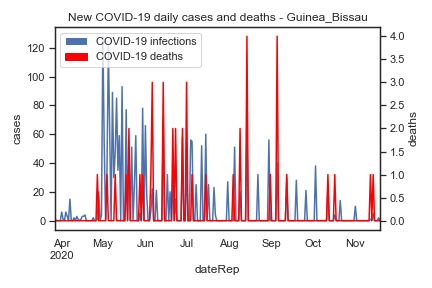 New COVID-19 daily cases and deaths - Guinea_Bissau
COVID-19 infections
COVID-19 deaths
cases
120
100
80
60
40
20
0
deaths
4.0
3.5
3.0
2.5
2.0
1.5
1.0
0.5
0.0
Apr May Jun Jul Aug Sep Oct Nov
2020
dateRep